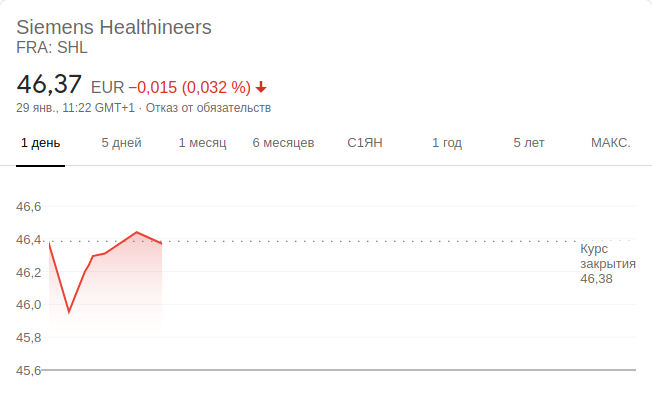 Siemens Healthineers
FRA: SHL
46,37 EUR −0,015 (0,032 %)
29 янв., 11:22 GMT+1 · Отказ от обязательств
1 день 5 дней 1 месяц 6 месяцев С1ЯН 1 год 5 лет МАКС.
46,6
46,4
46,2
46,0
45,8
45,6
Курс
закрытия
46,38